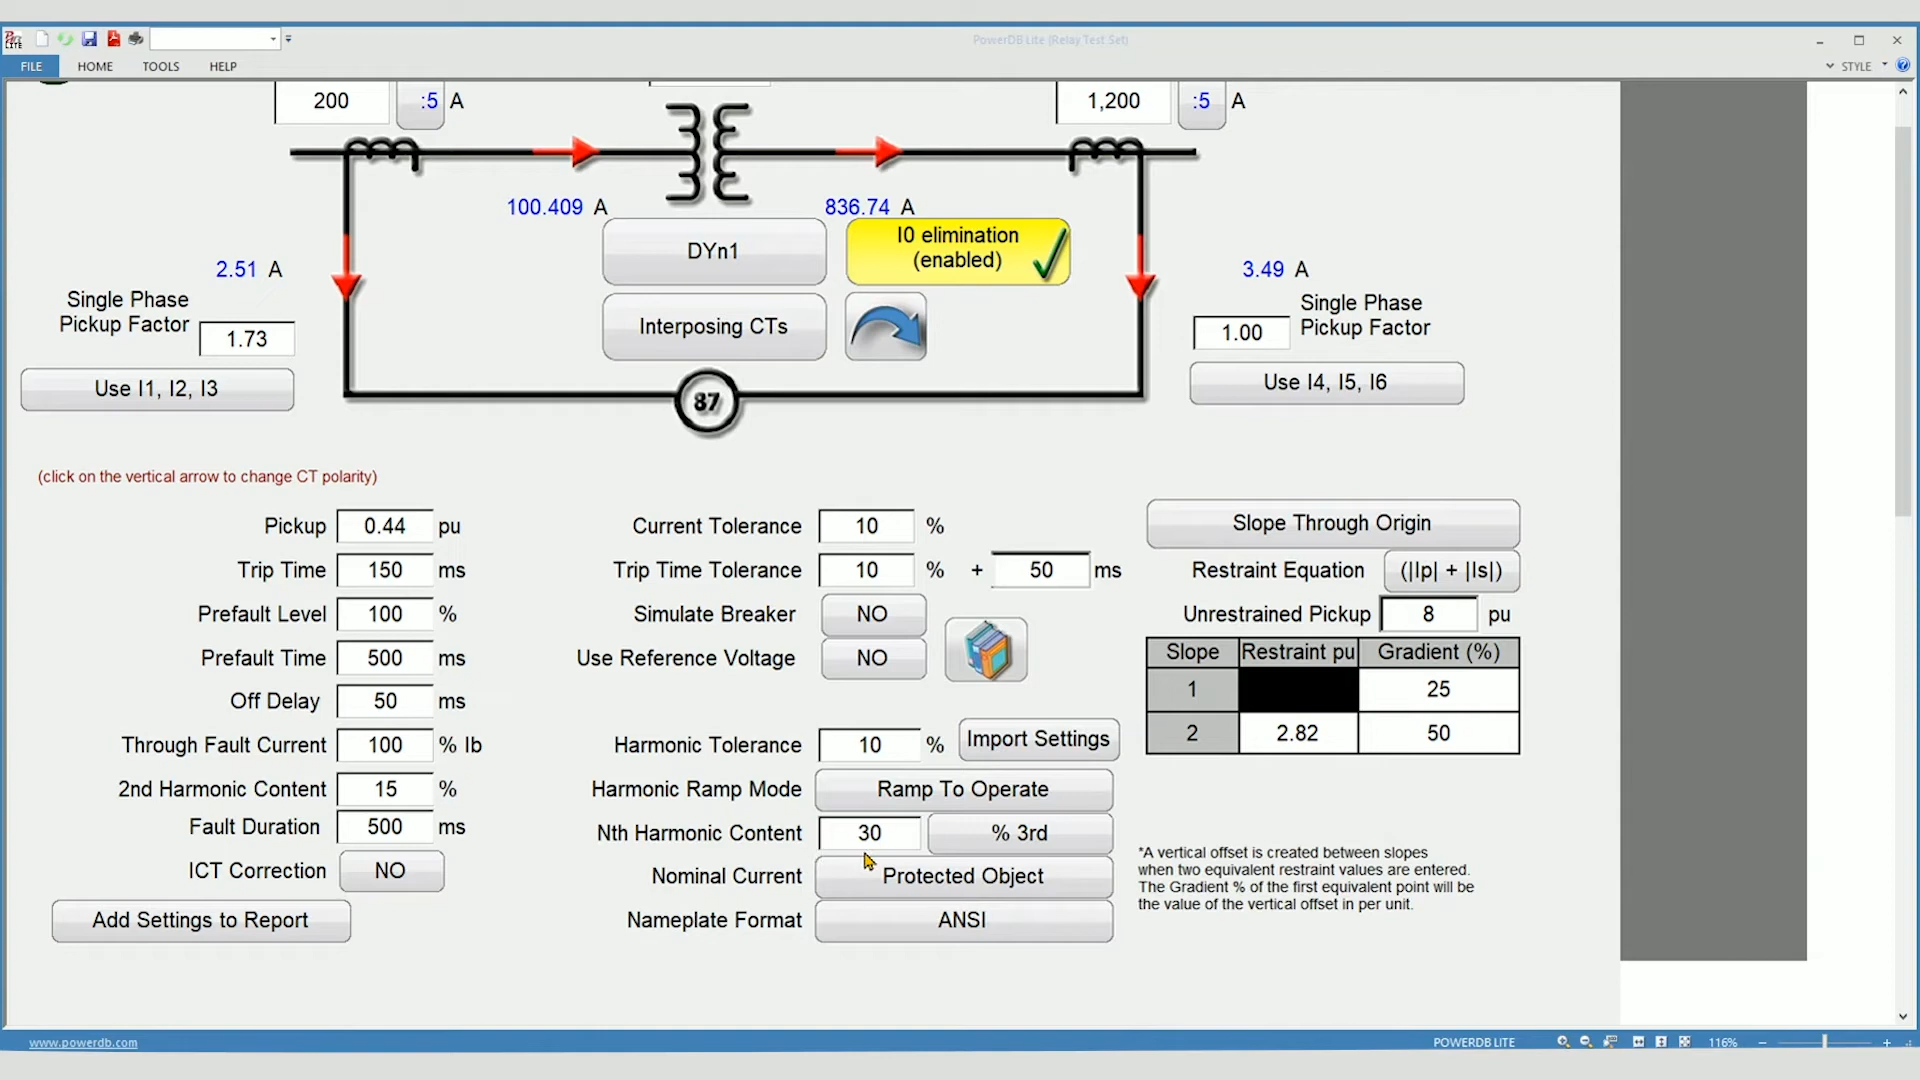 LITE
PowerDB Lite (Relay Test Set)
FILE HOME TOOLS HELP
STYLE
200 :5 A
1,200 :5 A
100.409 A
836.74 A
DYn1
I0 elimination
(enabled)
2.51 A
3.49 A
Single Phase
Pickup Factor
1.73
Interposing CTs
Single Phase
Pickup Factor
1.00
Use I1, I2, I3
Use I4, I5, I6
87
(click on the vertical arrow to change CT polarity)
Pickup 0.44 pu
Trip Time 150 ms
Prefault Level 100 %
Prefault Time 500 ms
Off Delay 50 ms
Through Fault Current 100 % Ib
2nd Harmonic Content 15 %
Fault Duration 500 ms
ICT Correction NO
Add Settings to Report
Current Tolerance 10 %
Trip Time Tolerance 10 % + 50 ms
Simulate Breaker NO
Use Reference Voltage NO
Harmonic Tolerance 10 % Import Settings
Harmonic Ramp Mode Ramp To Operate
Nth Harmonic Content 30 % 3rd
Nominal Current Protected Object
Nameplate Format ANSI
Slope Through Origin
Restraint Equation (|Ip| + |Is|)
Unrestrained Pickup 8 pu
Slope Restraint pu Gradient (%)
1 25
2 2.82 50
*A vertical offset is created between slopes
when two equivalent restraint values are entered.
The Gradient % of the first equivalent point will be
the value of the vertical offset in per unit.
www.powerdb.com
POWERDB LITE 116%